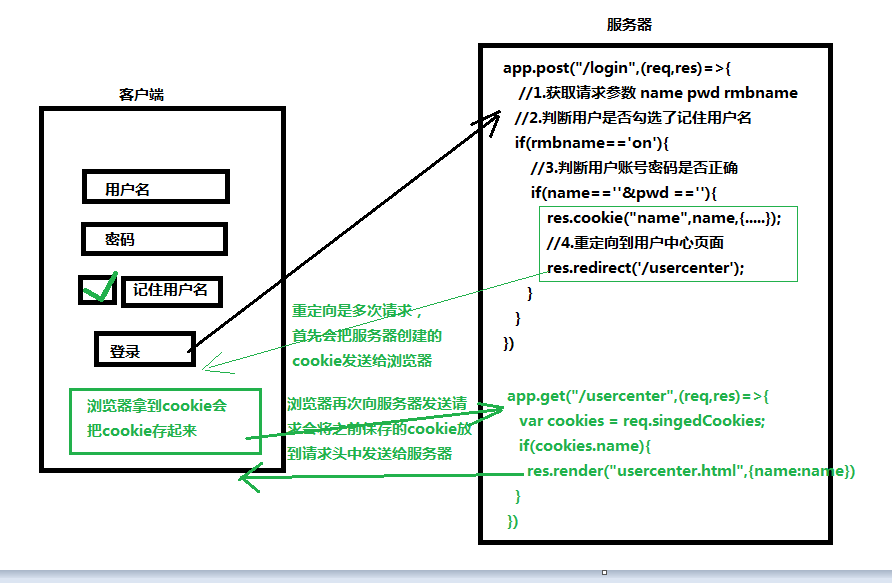 服务器
app.post("/login",(req,res)=>{
//1.获取请求参数 name pwd rmbname
//2.判断用户是否勾选了记住用户名
if(rmbname=='on'){
//3.判断用户账号密码是否正确
if(name==''&pwd ==''){
res.cookie("name",name,{.....});
//4.重定向到用户中心页面
res.redirect('/usercenter');
}
}
})
客户端
用户名
密码
记住用户名
登录
重定向是多次请求，
首先会把服务器创建的
cookie发送给浏览器
浏览器拿到cookie会
把cookie存起来
浏览器再次向服务器发送请
求会将之前保存的cookie放
到请求头中发送给服务器
app.get("/usercenter",(req,res)=>{
var cookies = req.singedCookies;
if(cookies.name){
res.render("usercenter.html",{name:name})
}
})